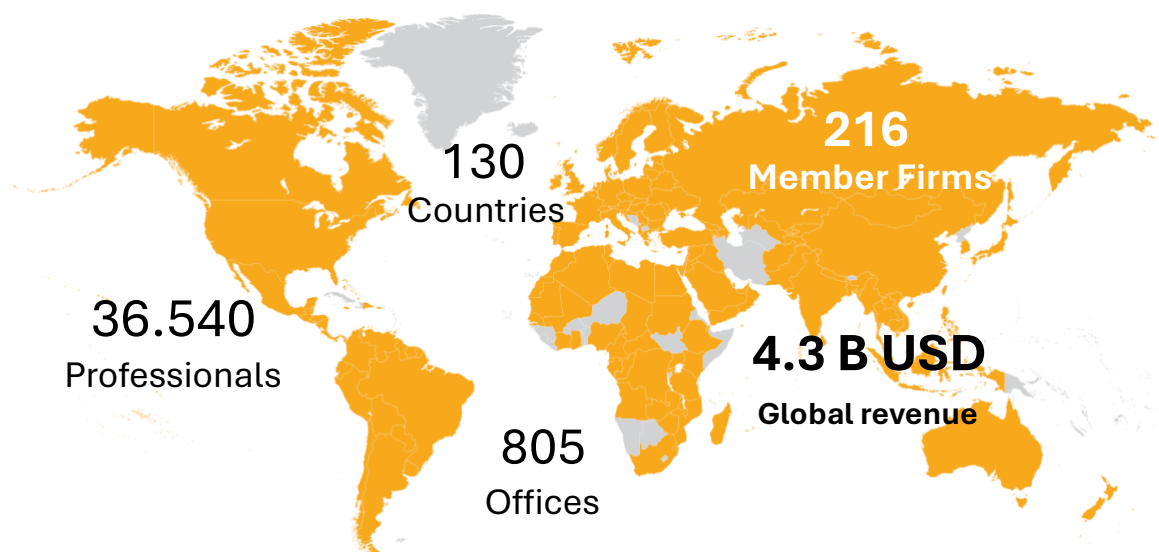 216
Member Firms
130
Countries
36.540
Professionals
4.3 B USD
Global revenue
805
Offices